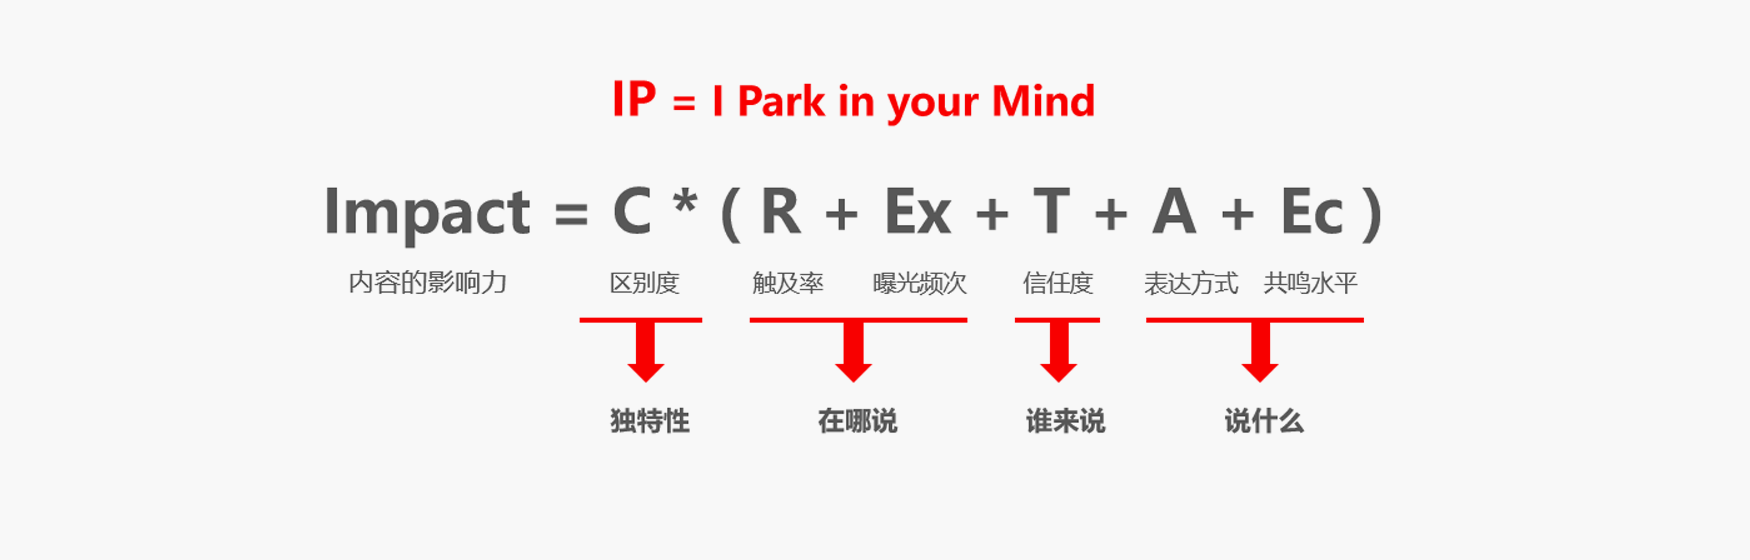 IP = I Park in your Mind
Impact = C * ( R + Ex + T + A + Ec )
内容的影响力 区别度 触及率 曝光频次 信任度 表达方式 共鸣水平
独特性 在哪说 谁来说 说什么